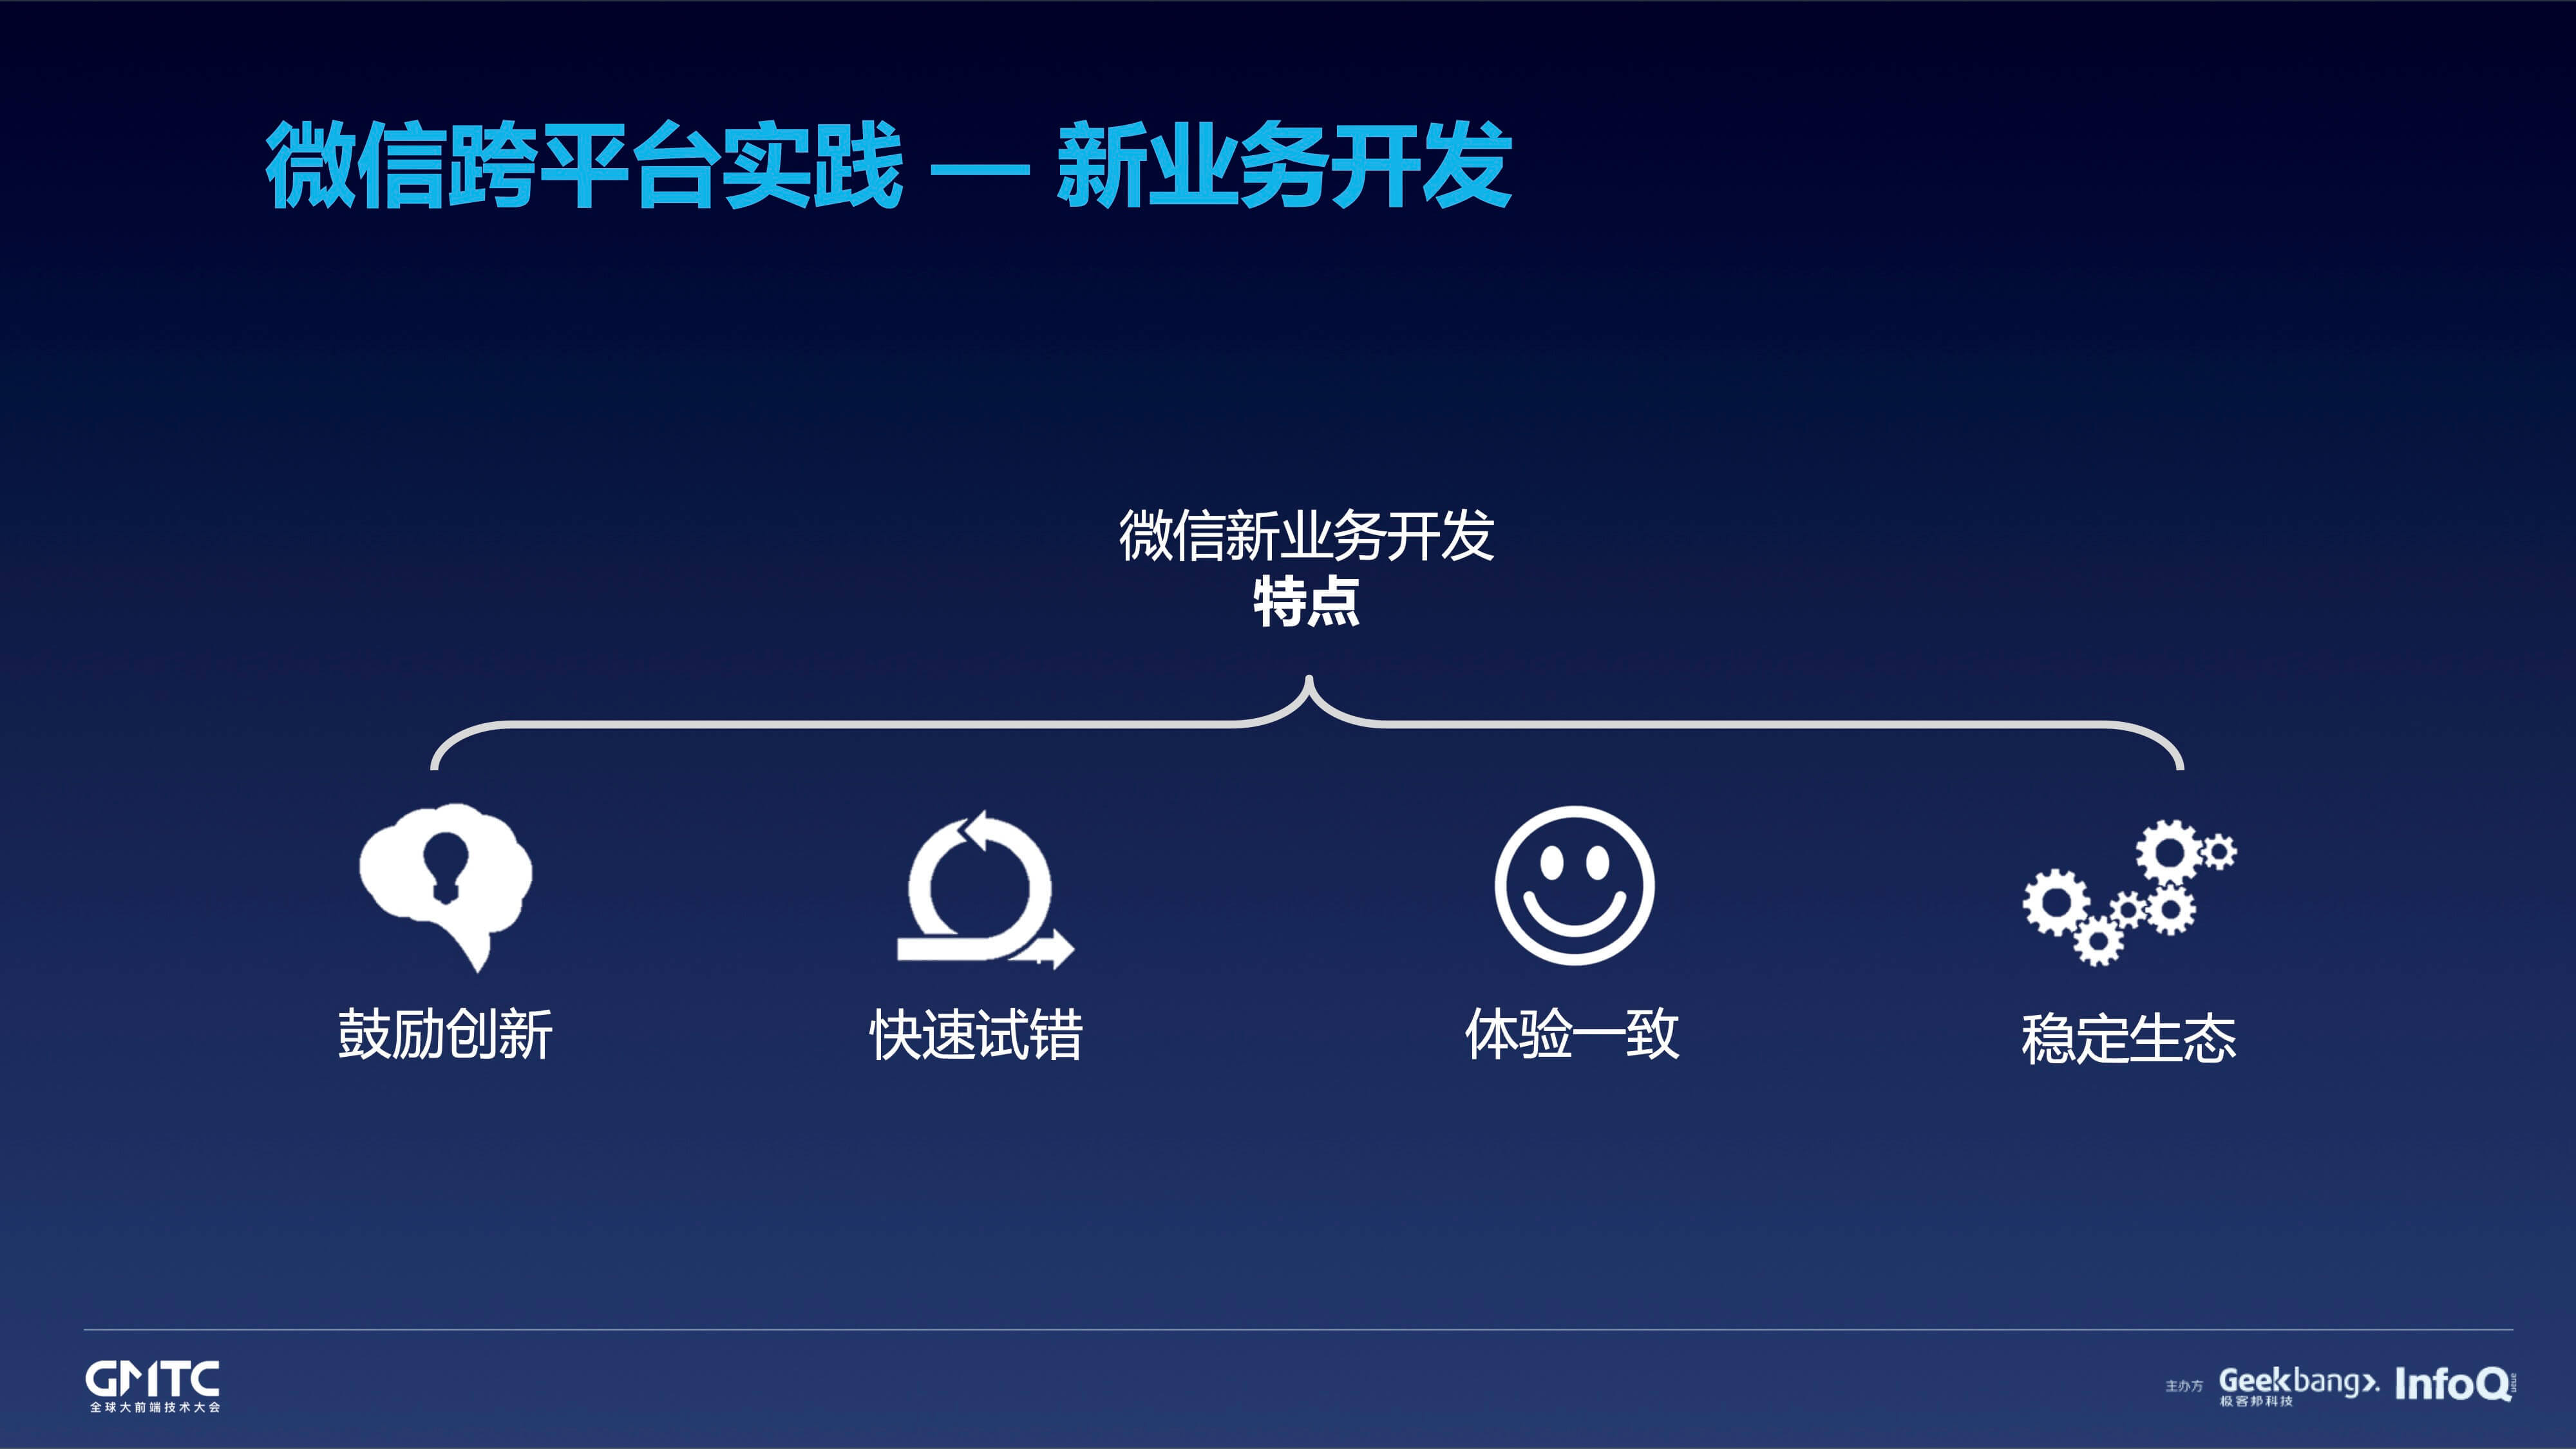 微信跨平台实践 — 新业务开发
微信新业务开发
特点
鼓励创新
快速试错
体验一致
稳定生态
GMTC
全球大前端技术大会
主办方
Geekbang>.
极客邦科技
InfoQ